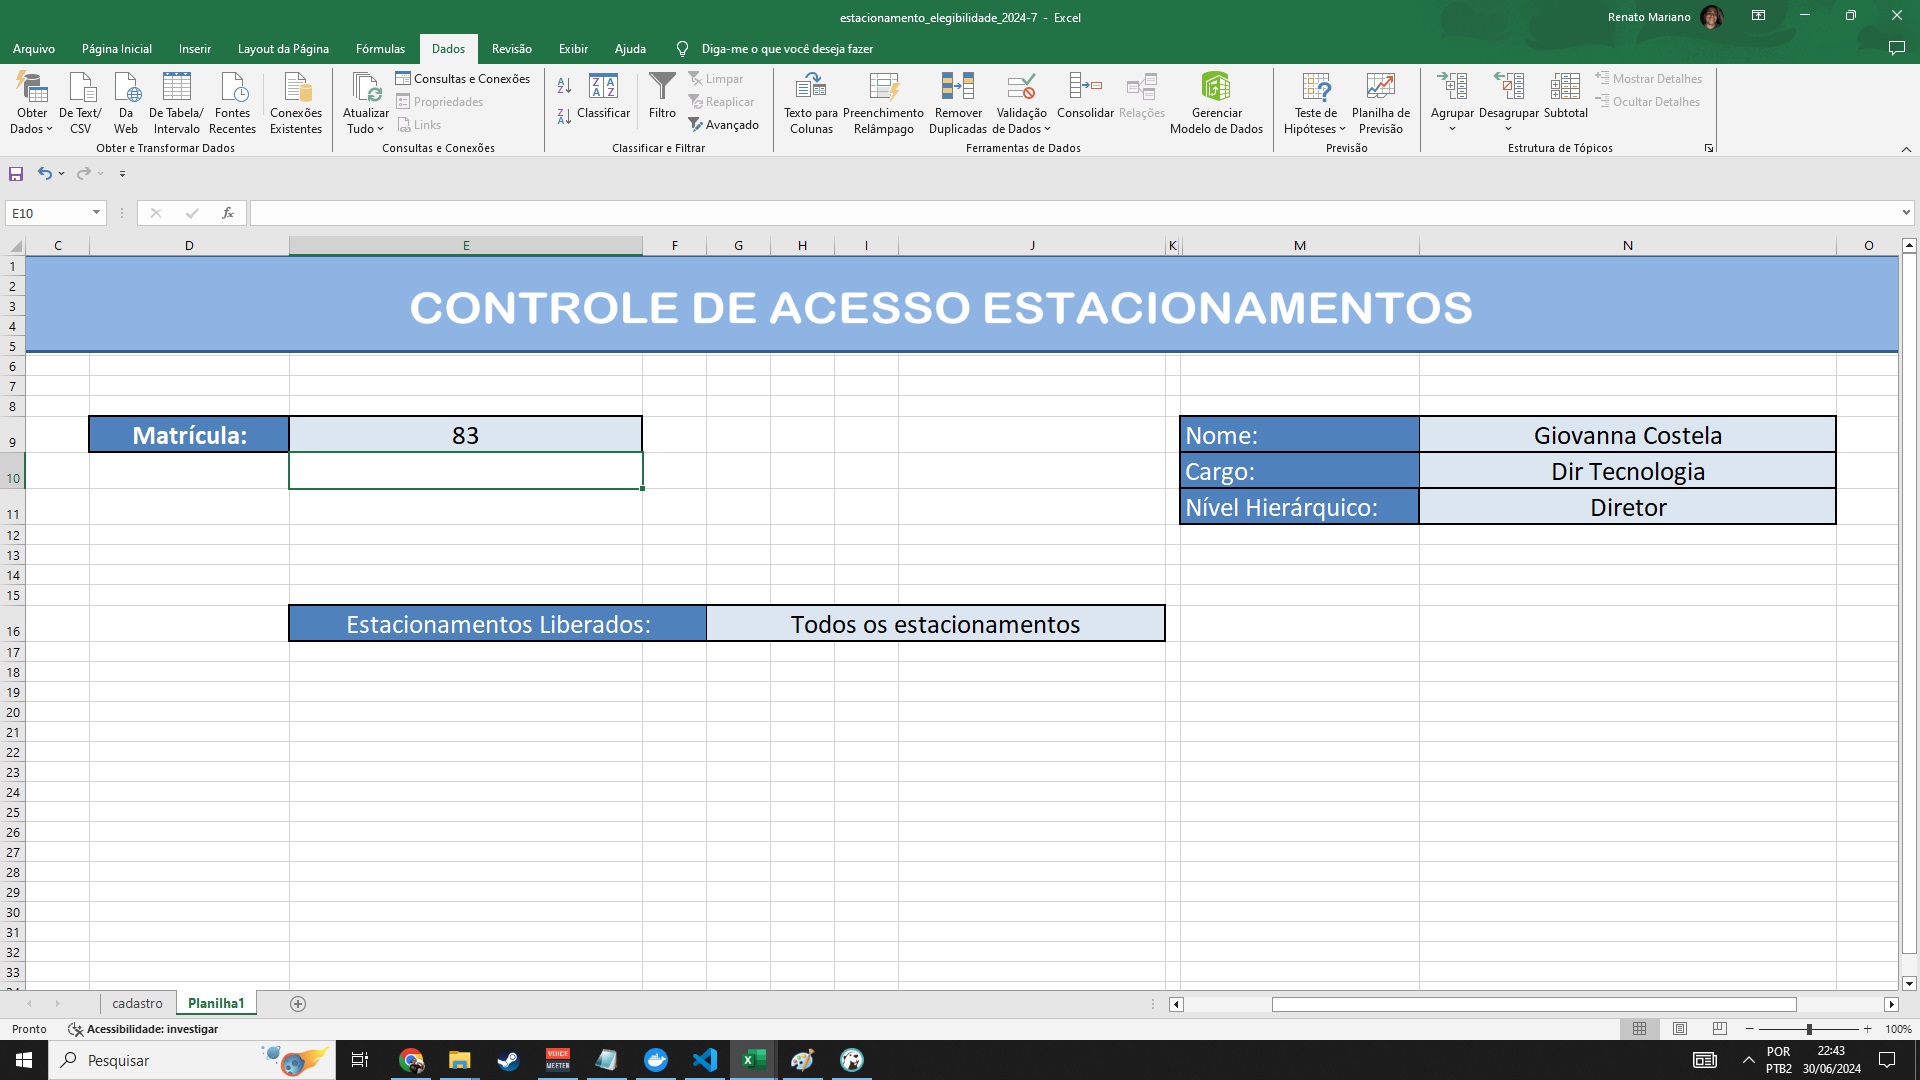 estacionamento_elegibilidade_2024-7 - Excel
Renato Mariano
Arquivo Página Inicial Inserir Layout da Página Fórmulas Dados Revisão Exibir Ajuda Diga-me o que você deseja fazer
Obter Dados De Text/CSV Da Web De Tabela/Intervalo Fontes Recentes Conexões Existentes
Obter e Transformar Dados
Atualizar Tudo Consultas e Conexões
Propriedades
Links
Consultas e Conexões
Classificar Filtro Limpar
Reaplicar
Avançado
Classificar e Filtrar
Texto para Colunas Preenchimento Relâmpago Remover Duplicadas Validação de Dados Consolidar Relações Gerenciar Modelo de Dados
Ferramentas de Dados
Teste de Hipóteses Planilha de Previsão
Previsão
Agrupar Desagrupar Subtotal Mostrar Detalhes
Ocultar Detalhes
Estrutura de Tópicos
E10 fx
C D E F G H I J K M N O
1
2
3
4
5
CONTROLE DE ACESSO ESTACIONAMENTOS
6
7
8
9 Matrícula: 83 Nome: Giovanna Costela
10 Cargo: Dir Tecnologia
11 Nível Hierárquico: Diretor
12
13
14
15
16 Estacionamentos Liberados: Todos os estacionamentos
17
18
19
20
21
22
23
24
25
26
27
28
29
30
31
32
33
cadastro Planilha1
Pronto Acessibilidade: investigar 100%
Pesquisar
VOICE
MEETER
POR
PTB2
22:43
30/06/2024